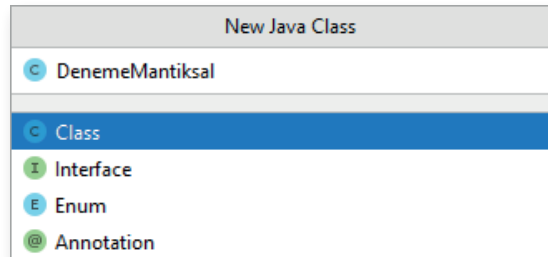 New Java Class
C DenemeMantiksal
C Class
I Interface
E Enum
@ Annotation